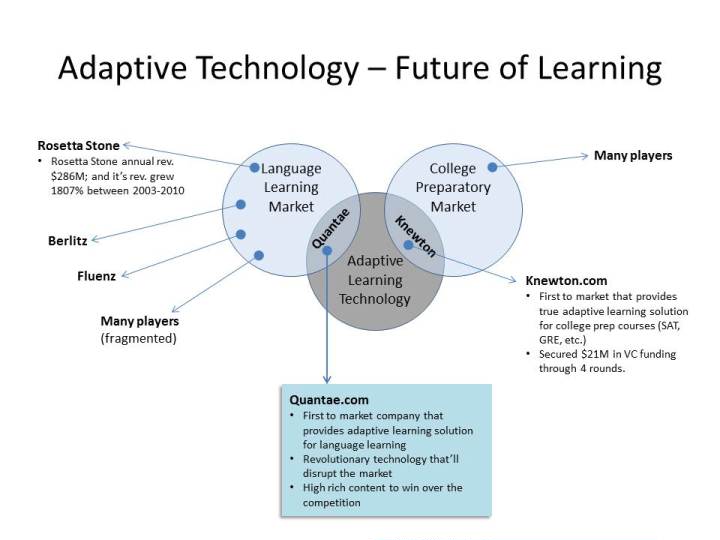 Adaptive Technology – Future of Learning
Rosetta Stone
• Rosetta Stone annual rev.
$286M; and it's rev. grew
1807% between 2003-2010
Berlitz
Fluenz
Many players
(fragmented)
Language
Learning
Market
College
Preparatory
Market
Quantae
Knewton
Adaptive
Learning
Technology
Many players
Knewton.com
• First to market that provides
true adaptive learning solution
for college prep courses (SAT,
GRE, etc.)
• Secured $21M in VC funding
through 4 rounds.
Quantae.com
• First to market company that
provides adaptive learning solution
for language learning
• Revolutionary technology that'll
disrupt the market
• High rich content to win over the
competition